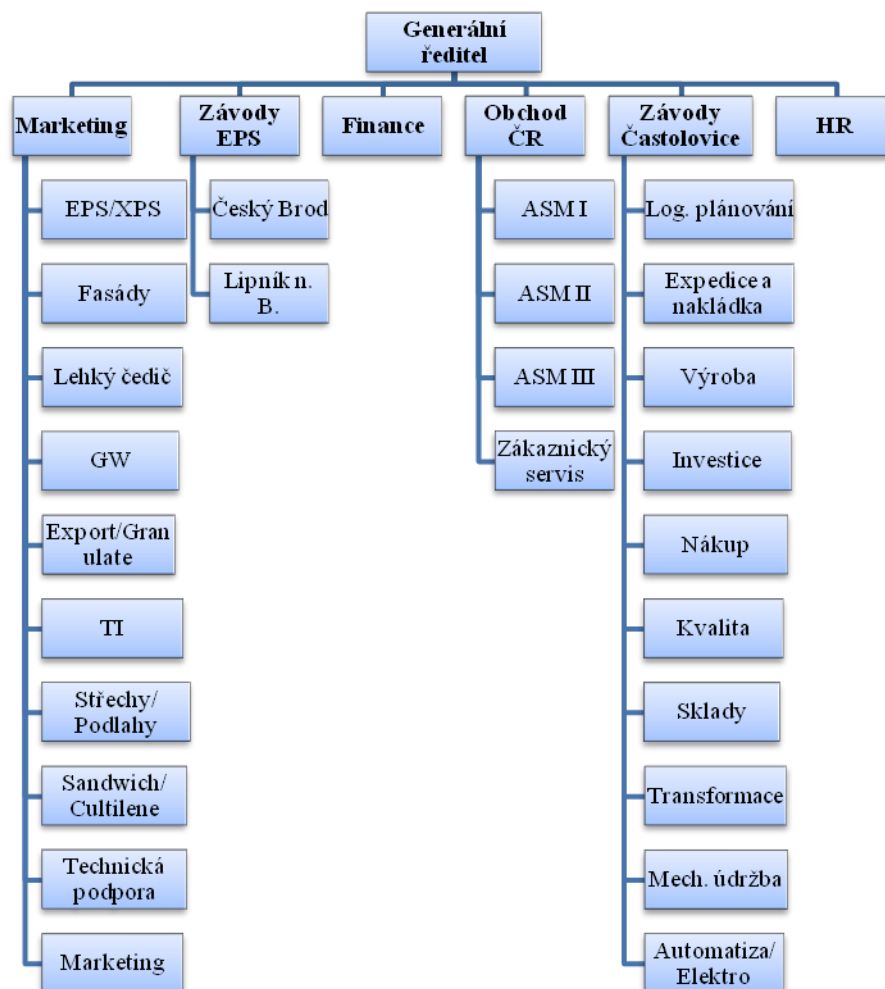 Generální
ředitel
Marketing
Závody
EPS
Finance
Obchod
ČR
Závody
Častolovice
HR
EPS/XPS
Fasády
Lehký čedič
GW
Export/Gran
ulate
TI
Střechy/
Podlahy
Sandwich/
Cultilene
Technická
podpora
Marketing
Český Brod
Lipník n.
B.
ASM I
ASM II
ASM III
Zákaznický
servis
Log. plánování
Expedice a
nakládka
Výroba
Investice
Nákup
Kvalita
Sklady
Transformace
Mech. údržba
Automatiza/
Elektro